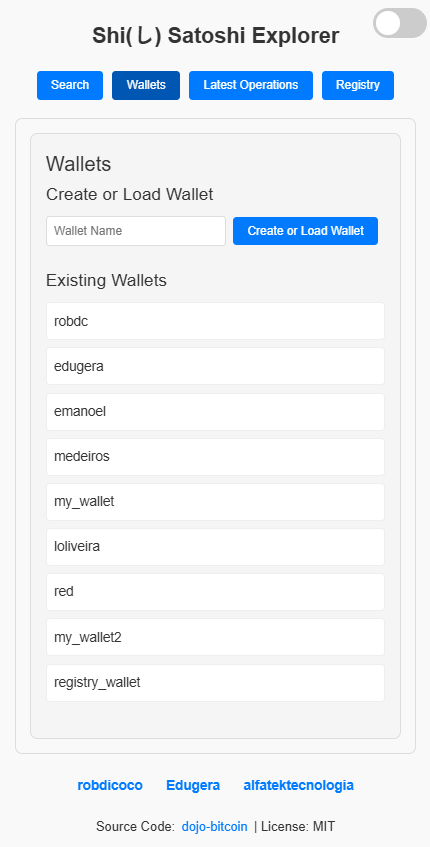 Shi(し) Satoshi Explorer
Search Wallets Latest Operations Registry
Wallets
Create or Load Wallet
Wallet Name Create or Load Wallet
Existing Wallets
robdc
edugera
emanoel
medeiros
my_wallet
loliveira
red
my_wallet2
registry_wallet
robdicoco Edugera alfatektecnologia
Source Code: dojo-bitcoin | License: MIT